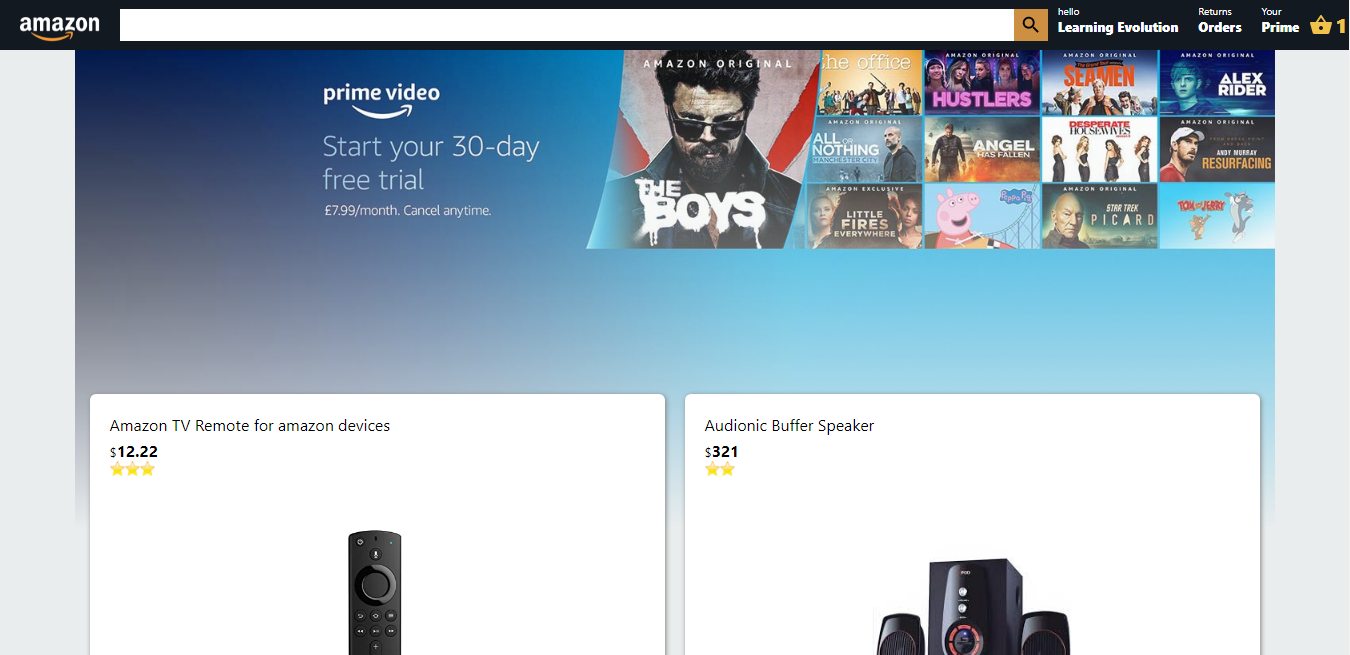 amazon
hello
Learning Evolution
Returns
Orders
Your
Prime
1
prime video
Start your 30-day
free trial
£7.99/month. Cancel anytime.
AMAZON ORIGINAL
THE
BOYS
he office
AMAZON ORIGINAL
HUSTLERS
AMAZON ORIGINAL
SEAMEN
AMAZON ORIGINAL
ALEX
RIDER
AMAZON ORIGINAL
ALL OR
NOTHING
MANCHESTER CITY
ANGEL
HAS FALLEN
DESPERATE
HOUSEWIVES
AMAZON ORIGINAL
ANDY MURRAY
RESURFACING
AMAZON EXCLUSIVE
LITTLE
FIRES
EVERYWHERE
Peppa Pig
AMAZON ORIGINAL
STAR TREK
PICARD
TOM AND JERRY
Amazon TV Remote for amazon devices
$12.22
Audionic Buffer Speaker
$321